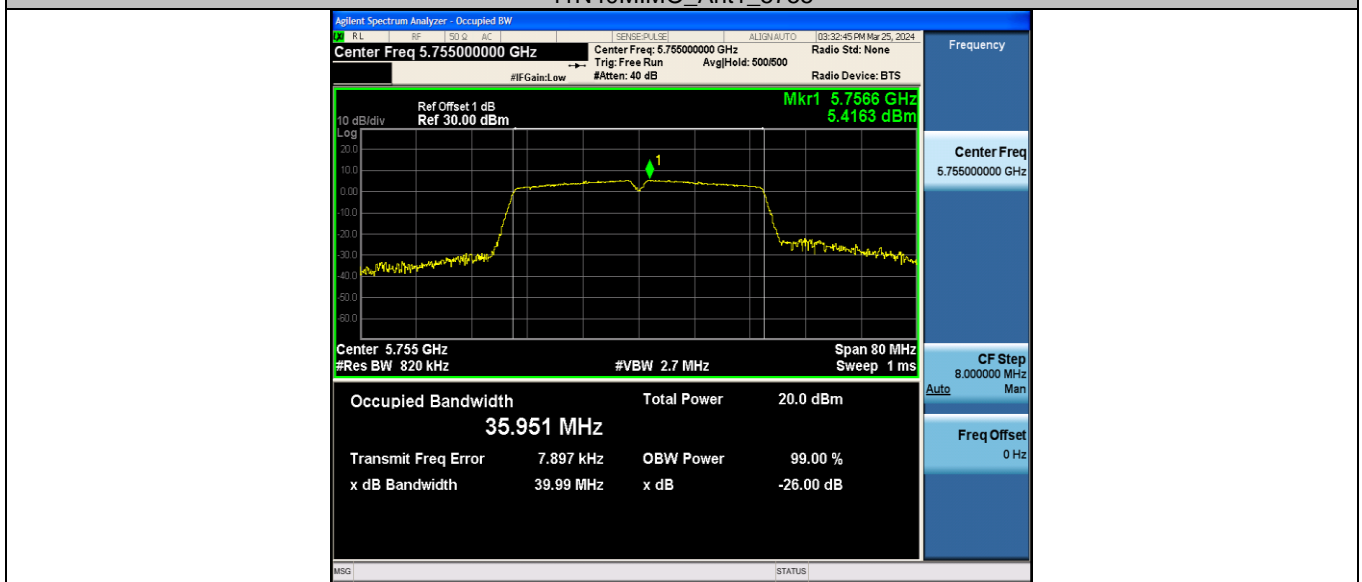 11N40MIMO_Ant1_5755
Agilent Spectrum Analyzer - Occupied BW
RL RF 50 Ω AC SENSE:PULSE ALIGNAUTO 03:32:45 PM Mar 25, 2024
Center Freq 5.755000000 GHz
Center Freq: 5.755000000 GHz
Radio Std: None
Trig: Free Run Avg|Hold: 500/500
#IFGain:Low #Atten: 40 dB Radio Device: BTS
Frequency
Mkr1 5.7566 GHz
5.4163 dBm
Ref Offset 1 dB
10 dB/div Ref 30.00 dBm
Log
20.0
10.0
0.00
-10.0
-20.0
-30.0
-40.0
-50.0
-60.0
1
Center 5.755 GHz Span 80 MHz
#Res BW 820 kHz #VBW 2.7 MHz Sweep 1 ms
Occupied Bandwidth Total Power 20.0 dBm
35.951 MHz
Transmit Freq Error 7.897 kHz OBW Power 99.00 %
x dB Bandwidth 39.99 MHz x dB -26.00 dB
Center Freq
5.755000000 GHz
CF Step
8.000000 MHz
Auto Man
Freq Offset
0 Hz
MSG STATUS